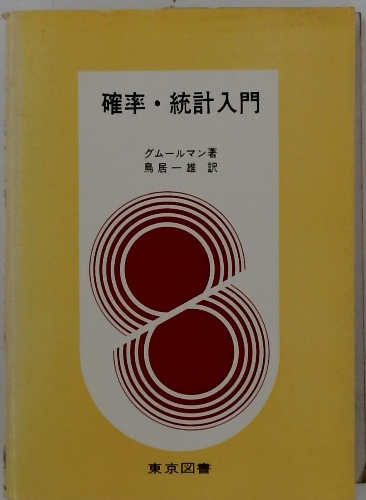 確率・統計入門
グムールマン著
鳥居一雄 訳
東京図書